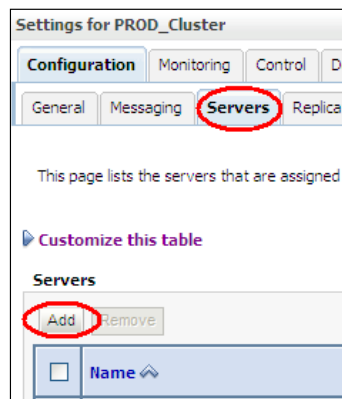 Settings for PROD_Cluster
Configuration Monitoring Control D
General Messaging Servers Replica
This page lists the servers that are assigned
Customize this table
Servers
Add Remove
Name